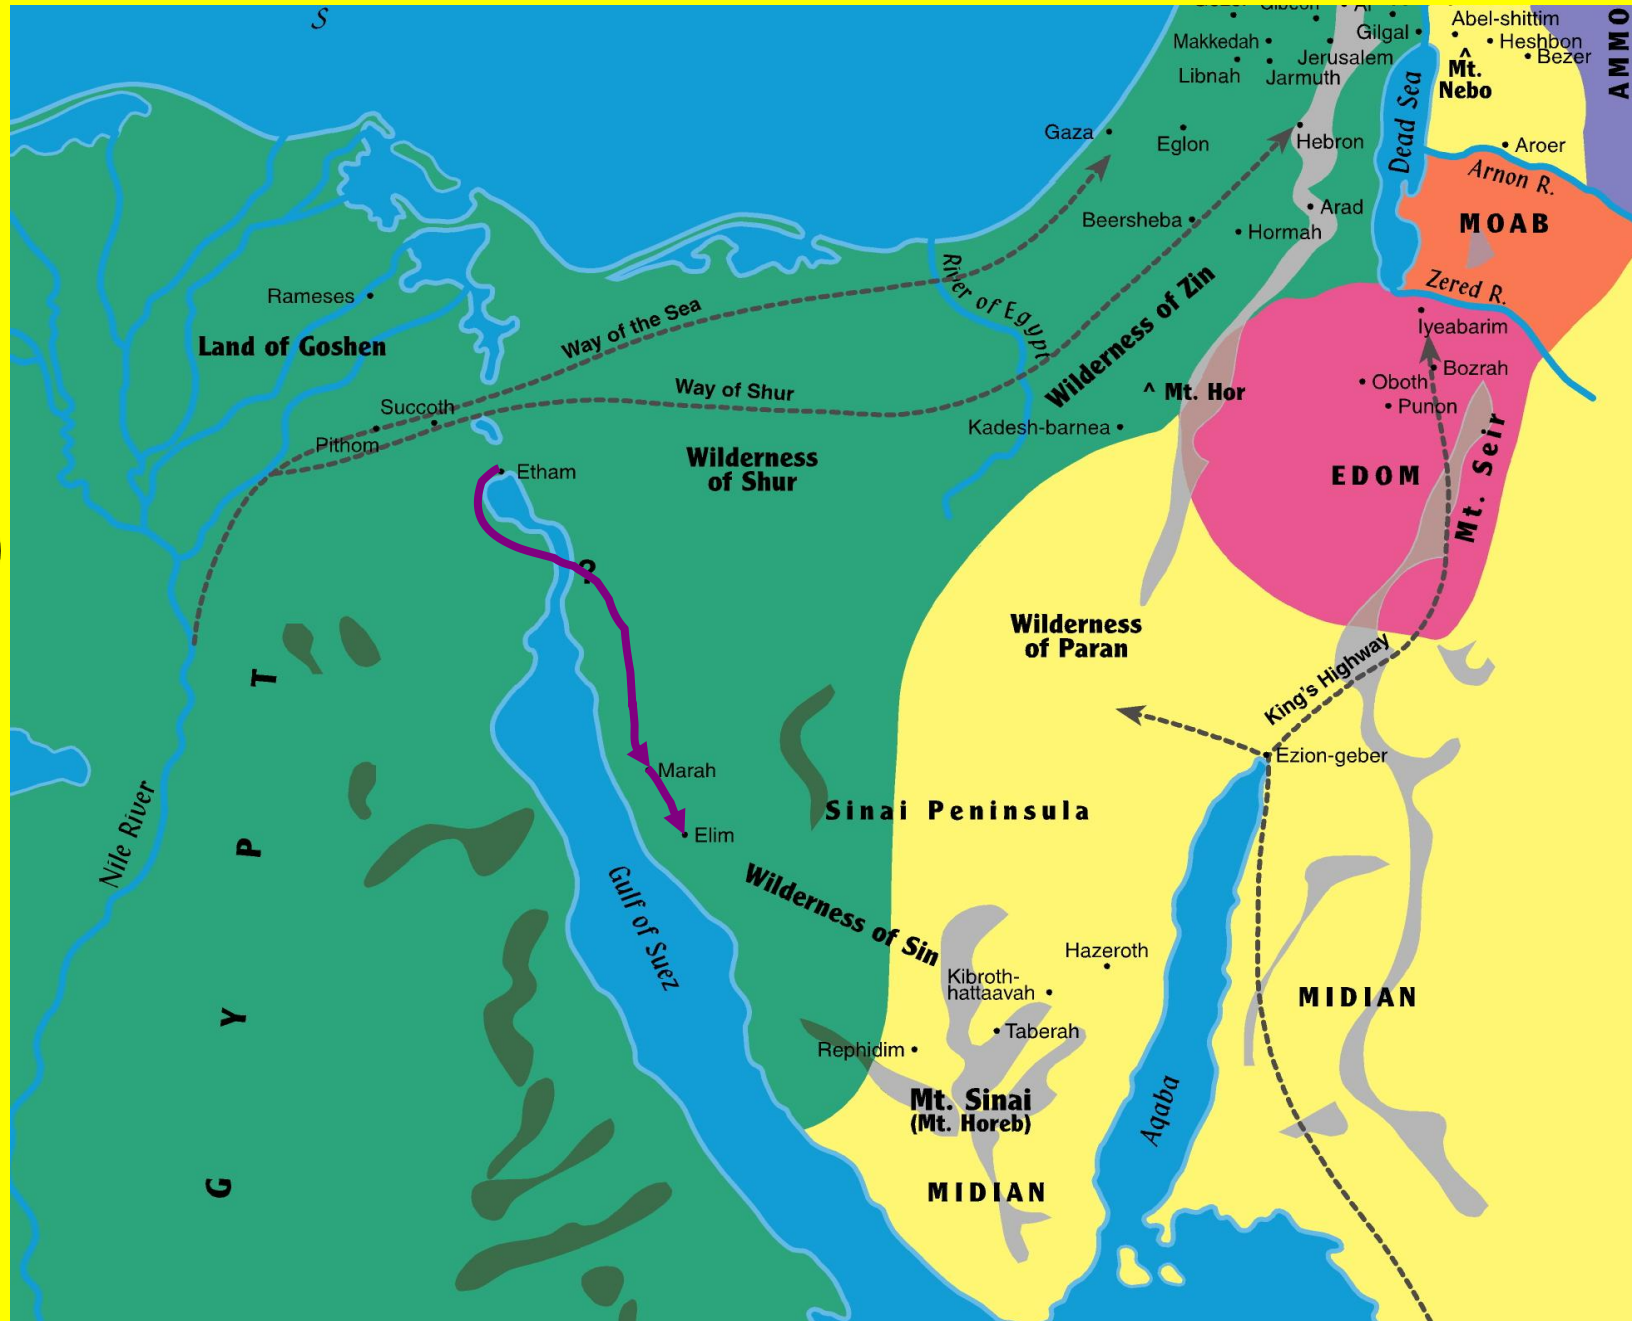 S
Gibeon
Makkedah
Libnah
Jerusalem
Jarmuth
Gilgal
Abel-shittim
Heshbon
Bezer
^
Mt.
Nebo
AMMO
Dead Sea
Gaza
Eglon
Hebron
Aroer
Arnon R.
MOAB
Beersheba
Arad
Hormah
River of Egypt
Wilderness of Zin
Zered R.
Iyeabarim
Rameses
Land of Goshen
Way of the Sea
Way of Shur
^ Mt. Hor
Bozrah
Oboth
Punon
Succoth
Pithom
Kadesh-barnea
Mt. Seir
Etham
Wilderness
of Shur
EDOM
?
Wilderness
of Paran
King's Highway
Ezion-geber
Marah
Elim
Sinai Peninsula
Nile River
T
P
Y
G
Gulf of Suez
Wilderness of Sin
Hazeroth
Kibroth-
hattaavah
Taberah
Rephidim
MIDIAN
Mt. Sinai
(Mt. Horeb)
Aqaba
MIDIAN